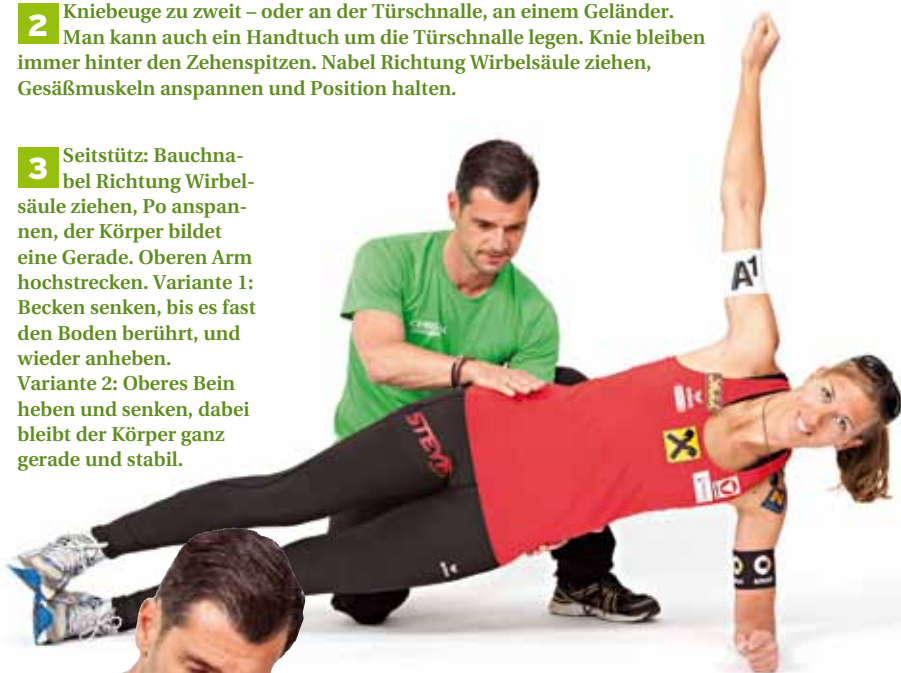 2 Kniebeuge zu zweit – oder an der Türschnalle, an einem Geländer.
Man kann auch ein Handtuch um die Türschnalle legen. Knie bleiben
immer hinter den Zehenspitzen. Nabel Richtung Wirbelsäule ziehen,
Gesäßmuskeln anspannen und Position halten.
3 Seitstütz: Bauchna-
bel Richtung Wirbel-
säule ziehen, Po anspan-
nen, der Körper bildet
eine Gerade. Oberen Arm
hochstrecken. Variante 1:
Becken senken, bis es fast
den Boden berührt, und
wieder anheben.
Variante 2: Oberes Bein
heben und senken, dabei
bleibt der Körper ganz
gerade und stabil.
A1